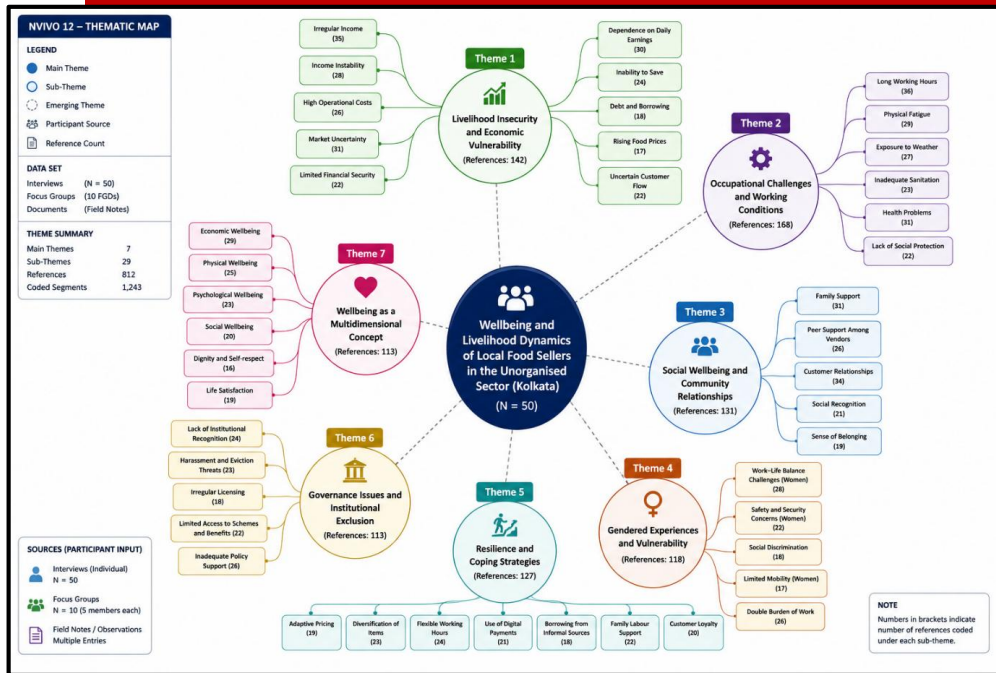 NVIVO 12 – THEMATIC MAP
LEGEND
Main Theme
Sub-Theme
Emerging Theme
Participant Source
Reference Count
DATA SET
Interviews (N = 50)
Focus Groups (10 FGDs)
Documents (Field Notes)
THEME SUMMARY
Main Themes 7
Sub-Themes 29
References 812
Coded Segments 1,243
Theme 1
Livelihood Insecurity
and Economic
Vulnerability
(References: 142)
Irregular Income
(35)
Income Instability
(28)
High Operational Costs
(26)
Market Uncertainty
(31)
Limited Financial Security
(22)
Dependence on Daily
Earnings
(30)
Inability to Save
(24)
Debt and Borrowing
(18)
Rising Food Prices
(17)
Uncertain Customer
Flow
(22)
Theme 2
Occupational Challenges
and Working
Conditions
(References: 168)
Long Working Hours
(36)
Physical Fatigue
(29)
Exposure to Weather
(27)
Inadequate Sanitation
(23)
Health Problems
(31)
Lack of Social Protection
(22)
Wellbeing and
Livelihood Dynamics
of Local Food Sellers
in the Unorganised
Sector (Kolkata)
(N = 50)
Theme 3
Social Wellbeing and
Community
Relationships
(References: 131)
Family Support
(31)
Peer Support Among
Vendors
(26)
Customer Relationships
(34)
Social Recognition
(21)
Sense of Belonging
(19)
Theme 4
Gendered Experiences
and Vulnerability
(References: 118)
Work–Life Balance
Challenges (Women)
(28)
Safety and Security
Concerns (Women)
(22)
Social Discrimination
(18)
Limited Mobility (Women)
(17)
Double Burden of Work
(26)
Theme 5
Resilience and
Coping Strategies
(References: 127)
Adaptive Pricing
(19)
Diversification of
Items
(23)
Flexible Working
Hours
(24)
Use of Digital
Payments
(21)
Borrowing from
Informal Sources
(18)
Family Labour
Support
(22)
Customer Loyalty
(20)
Theme 6
Governance Issues and
Institutional
Exclusion
(References: 113)
Lack of Institutional
Recognition (24)
Harassment and Eviction
Threats (23)
Irregular Licensing
(18)
Limited Access to Schemes
and Benefits (22)
Inadequate Policy
Support (26)
Theme 7
Wellbeing as a
Multidimensional
Concept
(References: 113)
Economic Wellbeing
(29)
Physical Wellbeing
(25)
Psychological Wellbeing
(23)
Social Wellbeing
(20)
Dignity and Self-respect
(16)
Life Satisfaction
(19)
SOURCES (PARTICIPANT INPUT)
Interviews (Individual)
N = 50
Focus Groups
N = 10 (5 members each)
Field Notes / Observations
Multiple Entries
NOTE
Numbers in brackets indicate
number of references coded
under each sub-theme.